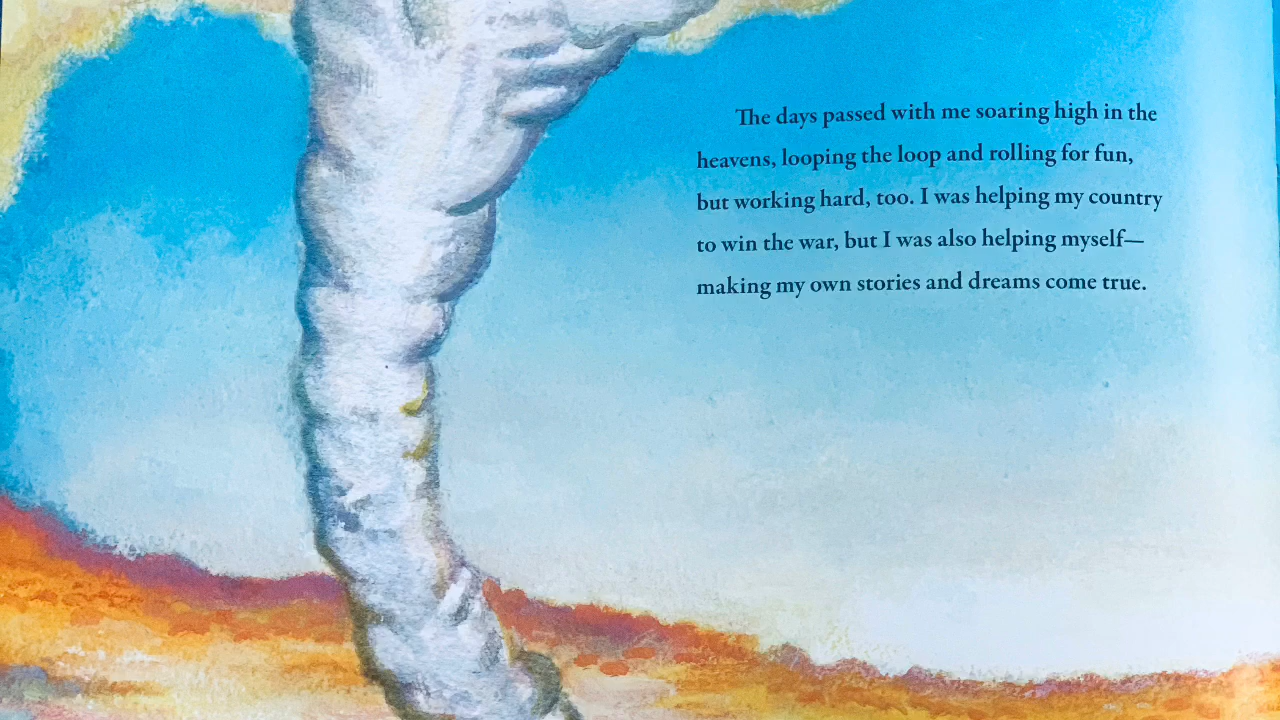 The days passed with me soaring high in the
heavens, looping the loop and rolling for fun,
but working hard, too. I was helping my country
to win the war, but I was also helping myself—
making my own stories and dreams come true.